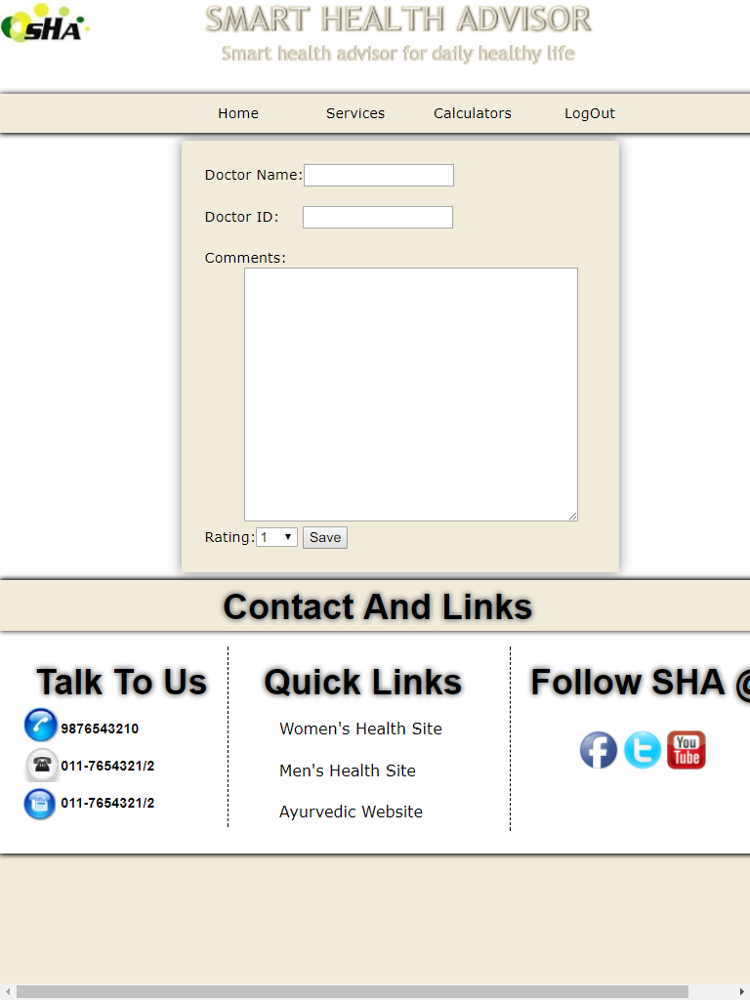 SHA
SMART HEALTH ADVISOR
Smart health advisor for daily healthy life
Home Services Calculators LogOut
Doctor Name:
Doctor ID:
Comments:
Rating: 1 Save
Contact And Links
Talk To Us
9876543210
011-7654321/2
011-7654321/2
Quick Links
Women's Health Site
Men's Health Site
Ayurvedic Website
Follow SHA @
f t You Tube